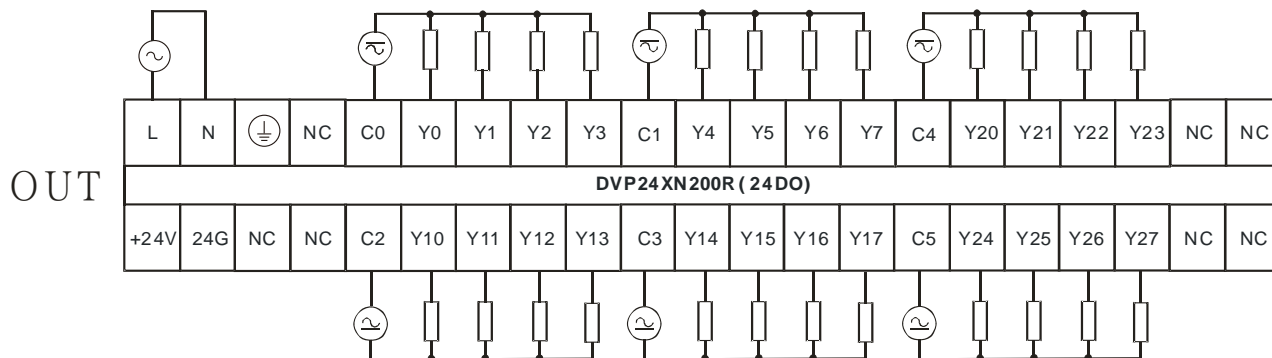 L N NC C0 Y0 Y1 Y2 Y3 C1 Y4 Y5 Y6 Y7 C4 Y20 Y21 Y22 Y23 NC NC
OUT
DVP24XN200R ( 24DO)
+24V 24G NC NC C2 Y10 Y11 Y12 Y13 C3 Y14 Y15 Y16 Y17 C5 Y24 Y25 Y26 Y27 NC NC